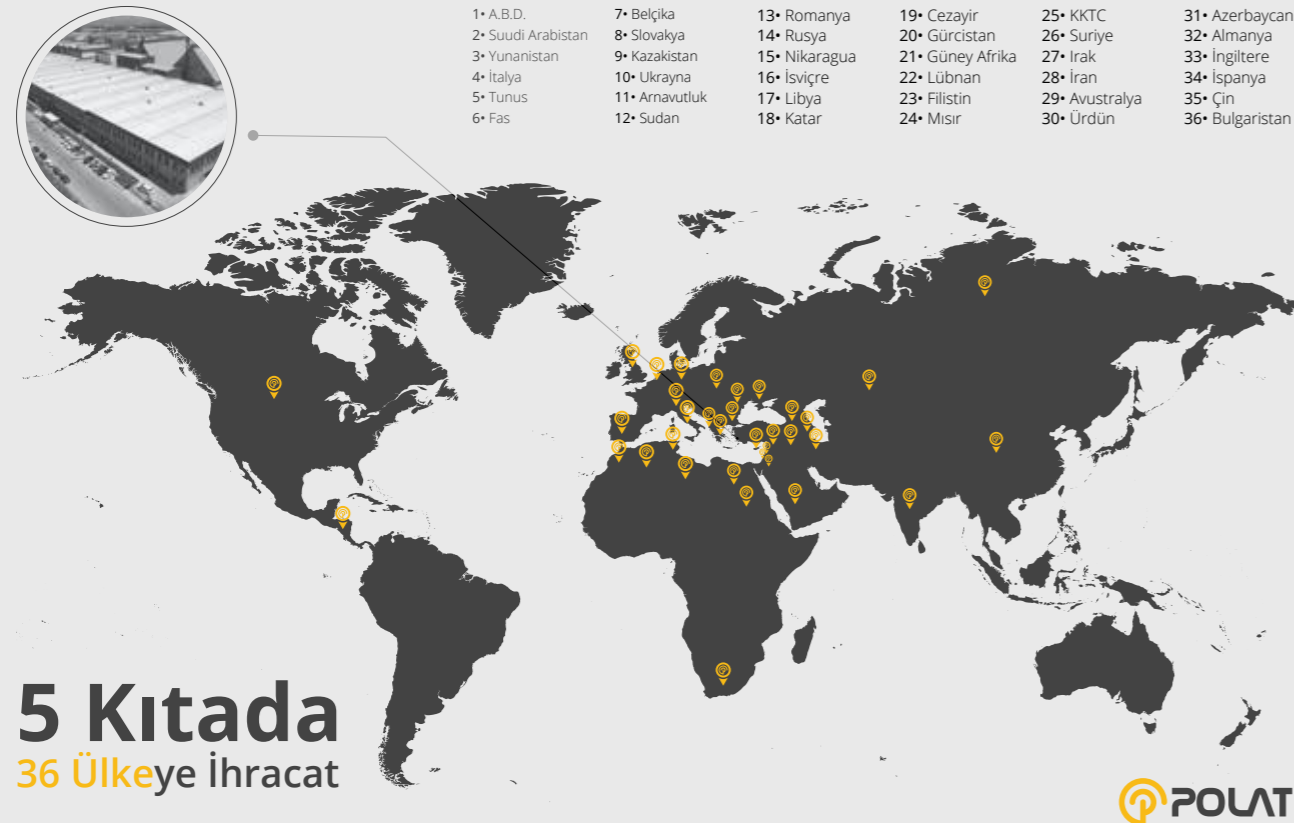 1• A.B.D.
2• Suudi Arabistan
3• Yunanistan
4• İtalya
5• Tunus
6• Fas
7• Belçika
8• Slovakya
9• Kazakistan
10• Ukrayna
11• Arnavutluk
12• Sudan
13• Romanya
14• Rusya
15• Nikaragua
16• İsviçre
17• Libya
18• Katar
19• Cezayir
20• Gürcistan
21• Güney Afrika
22• Lübnan
23• Filistin
24• Mısır
25• KKTC
26• Suriye
27• Irak
28• İran
29• Avustralya
30• Ürdün
31• Azerbaycan
32• Almanya
33• İngiltere
34• İspanya
35• Çin
36• Bulgaristan
5 Kıtada
36 Ülkeye İhracat
POLAT